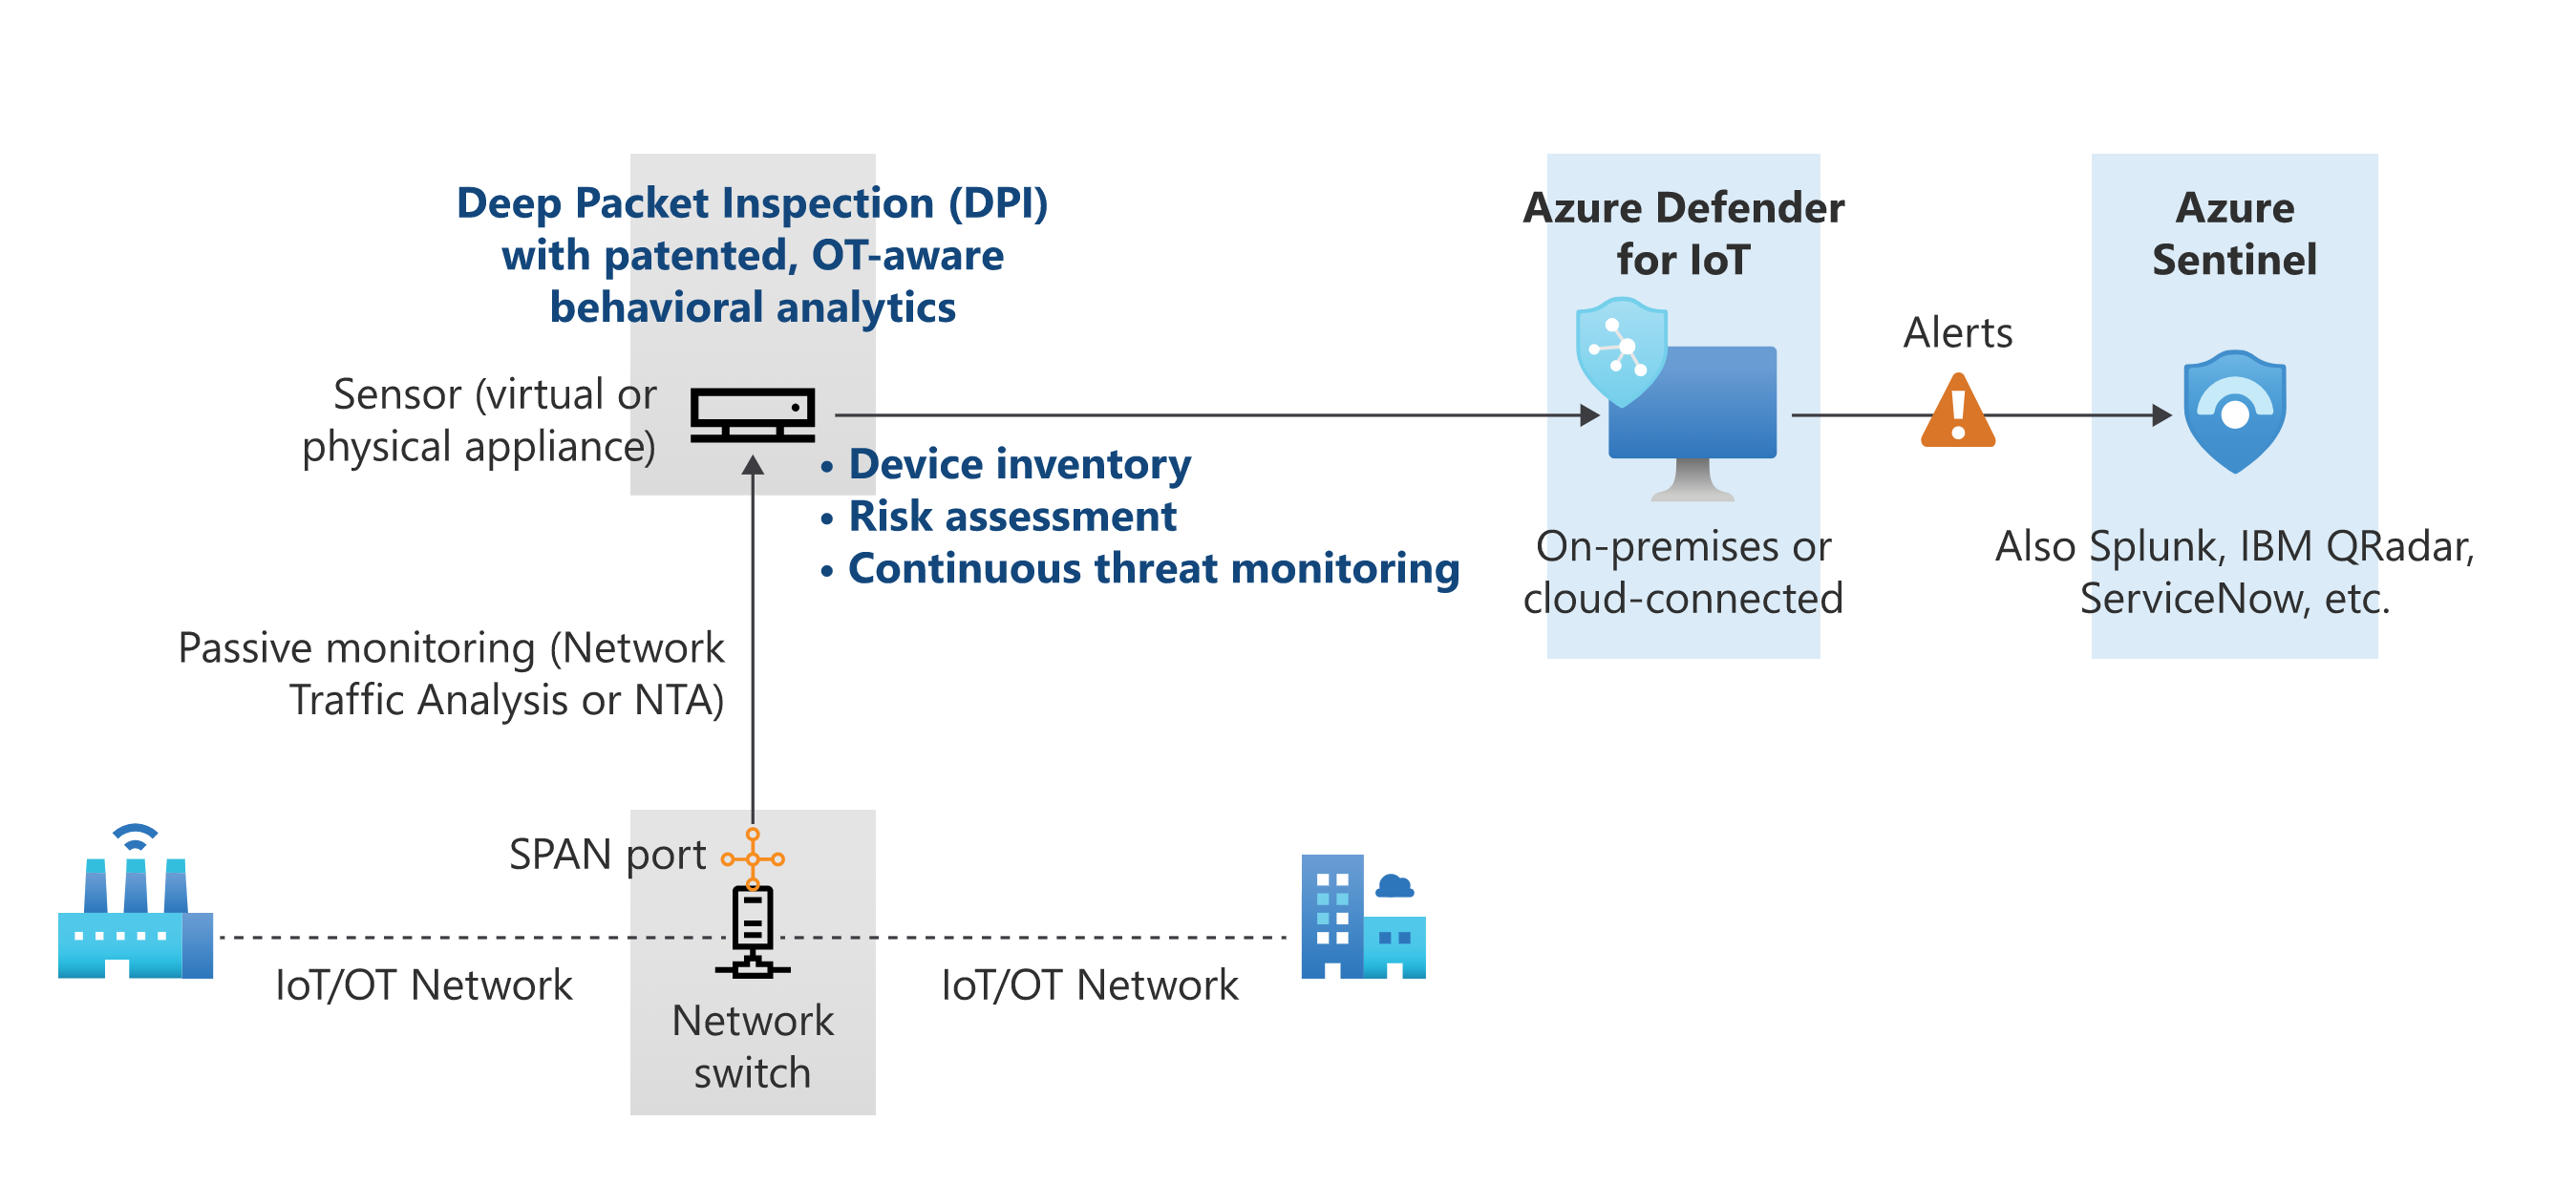 Deep Packet Inspection (DPI)
with patented, OT-aware
behavioral analytics
Sensor (virtual or
physical appliance)
• Device inventory
• Risk assessment
• Continuous threat monitoring
Azure Defender
for IoT
On-premises or
cloud-connected
Alerts
Azure
Sentinel
Also Splunk, IBM QRadar,
ServiceNow, etc.
Passive monitoring (Network
Traffic Analysis or NTA)
SPAN port
IoT/OT Network
Network
switch
IoT/OT Network